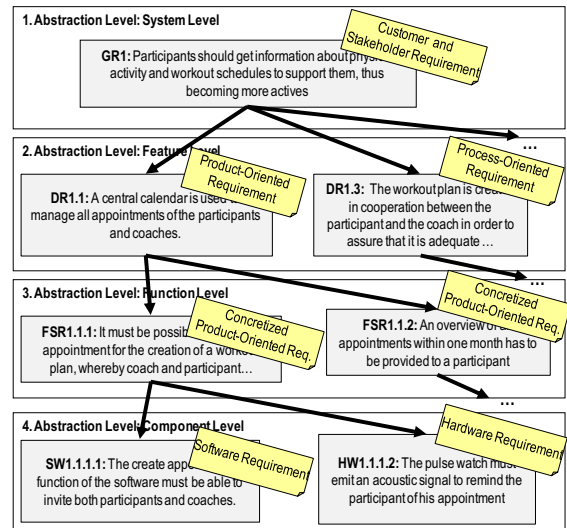 1. Abstraction Level: System Level
Customer and
Stakeholder Requirement
GR1: Participants should get information about
activity and workout schedules to support them, thus
becoming more actives
...
2. Abstraction Level: Feature Level
Product-Oriented
Requirement
Process-Oriented
Requirement
DR1.1: A central calendar is used
manage all appointments of the participants
and coaches.
DR1.3: The workout plan is
in cooperation between the
participant and the coach in order to
assure that it is adequate ...
...
3. Abstraction Level: Function Level
Concretized
Product-Oriented Req.
Concretized
Product-Oriented Req.
FSR1.1.1: It must be
appointment for the creation of a
plan, whereby coach and participant...
FSR1.1.2: An overview of
appointments within one month has to
be provided to a participant
...
4. Abstraction Level: Component Level
Software Requirement
Hardware Requirement
SW1.1.1.1: The create
function of the software must be able to
invite both participants and coaches.
HW1.1.1.2: The pulse watch must
emit an acoustic signal to remind the
participant of his appointment